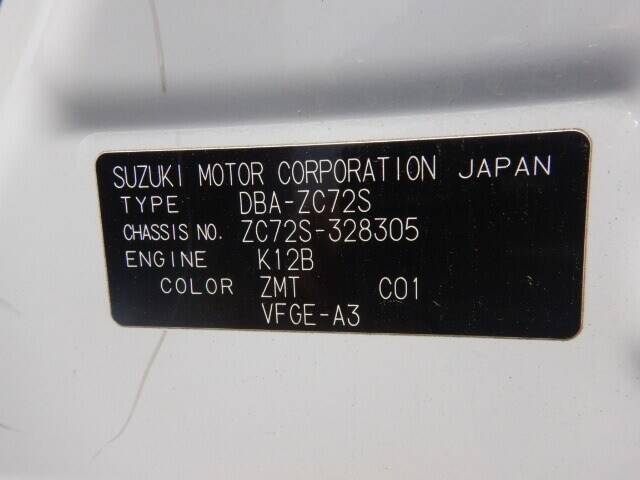 SUZUKI MOTOR CORPORATION JAPAN
TYPE DBA-ZC72S
CHASSIS NO. ZC72S-328305
ENGINE K12B
COLOR ZMT C01
VFGE-A3